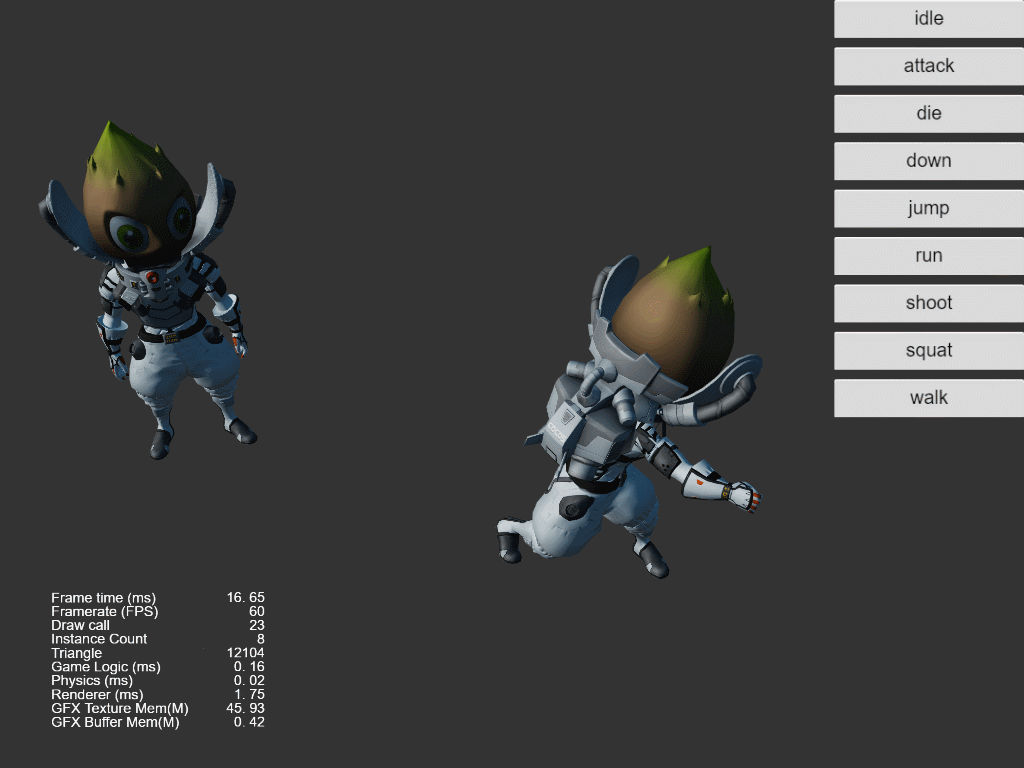 idle
attack
die
down
jump
run
shoot
squat
walk
Frame time (ms) 16. 65
Framerate (FPS) 60
Draw call 23
Instance Count 8
Triangle 12104
Game Logic (ms) 0. 16
Physics (ms) 0. 02
Renderer (ms) 1. 75
GFX Texture Mem(M) 45. 93
GFX Buffer Mem(M) 0. 42